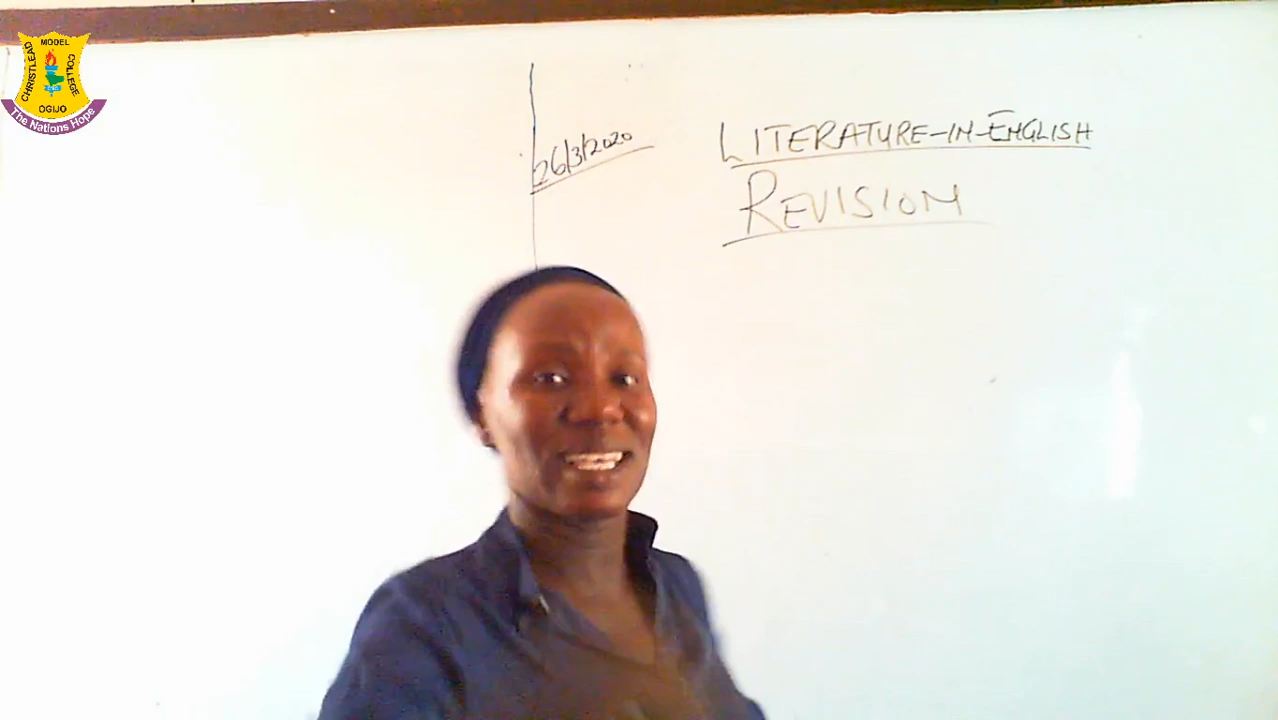 MODEL
CHRISTLEAD
COLLEGE
OGIJO
The Nations Hope
26/3/2020
LITERATURE-IN-ENGLISH
REVISION